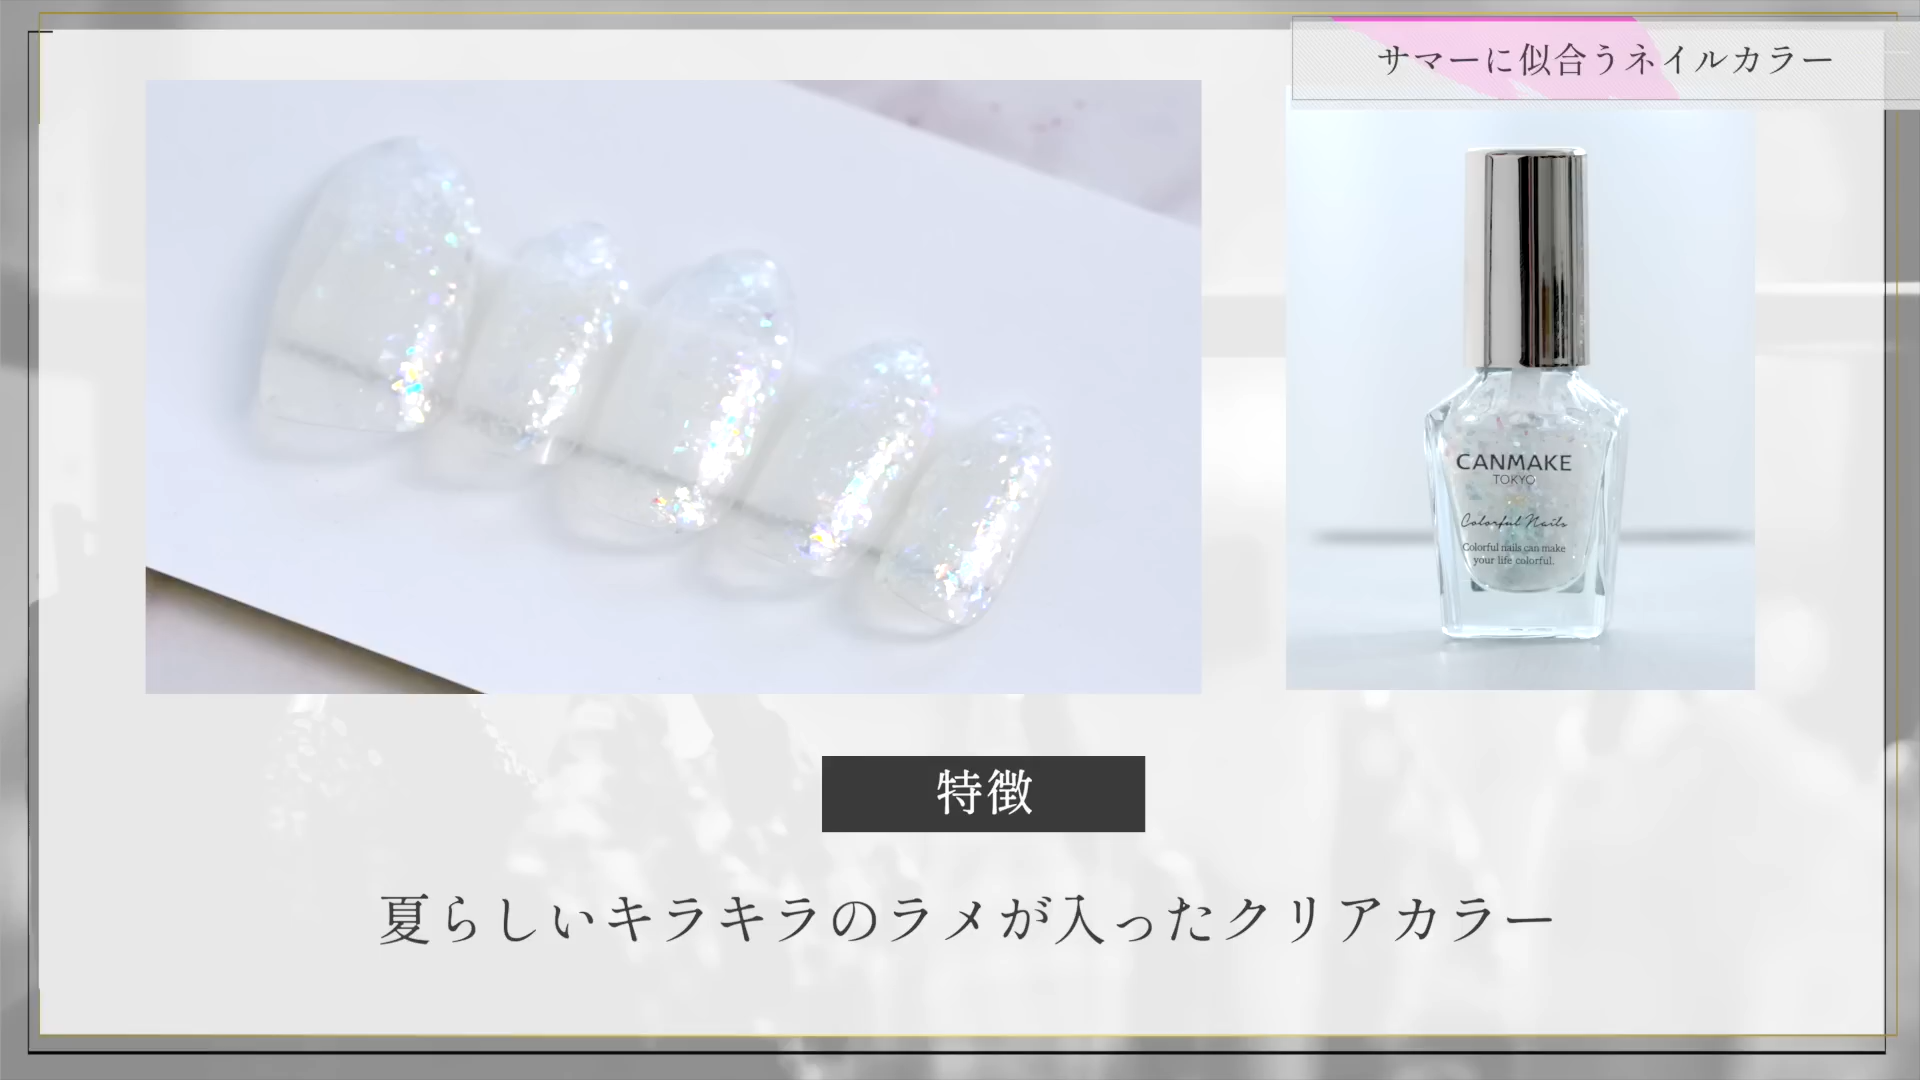 サマーに似合うネイルカラー
CANMAKE
TOKYO
Colorful Nails
Colorful nails can make
your life colorful.
特徴
夏らしいキラキラのラメが入ったクリアカラー